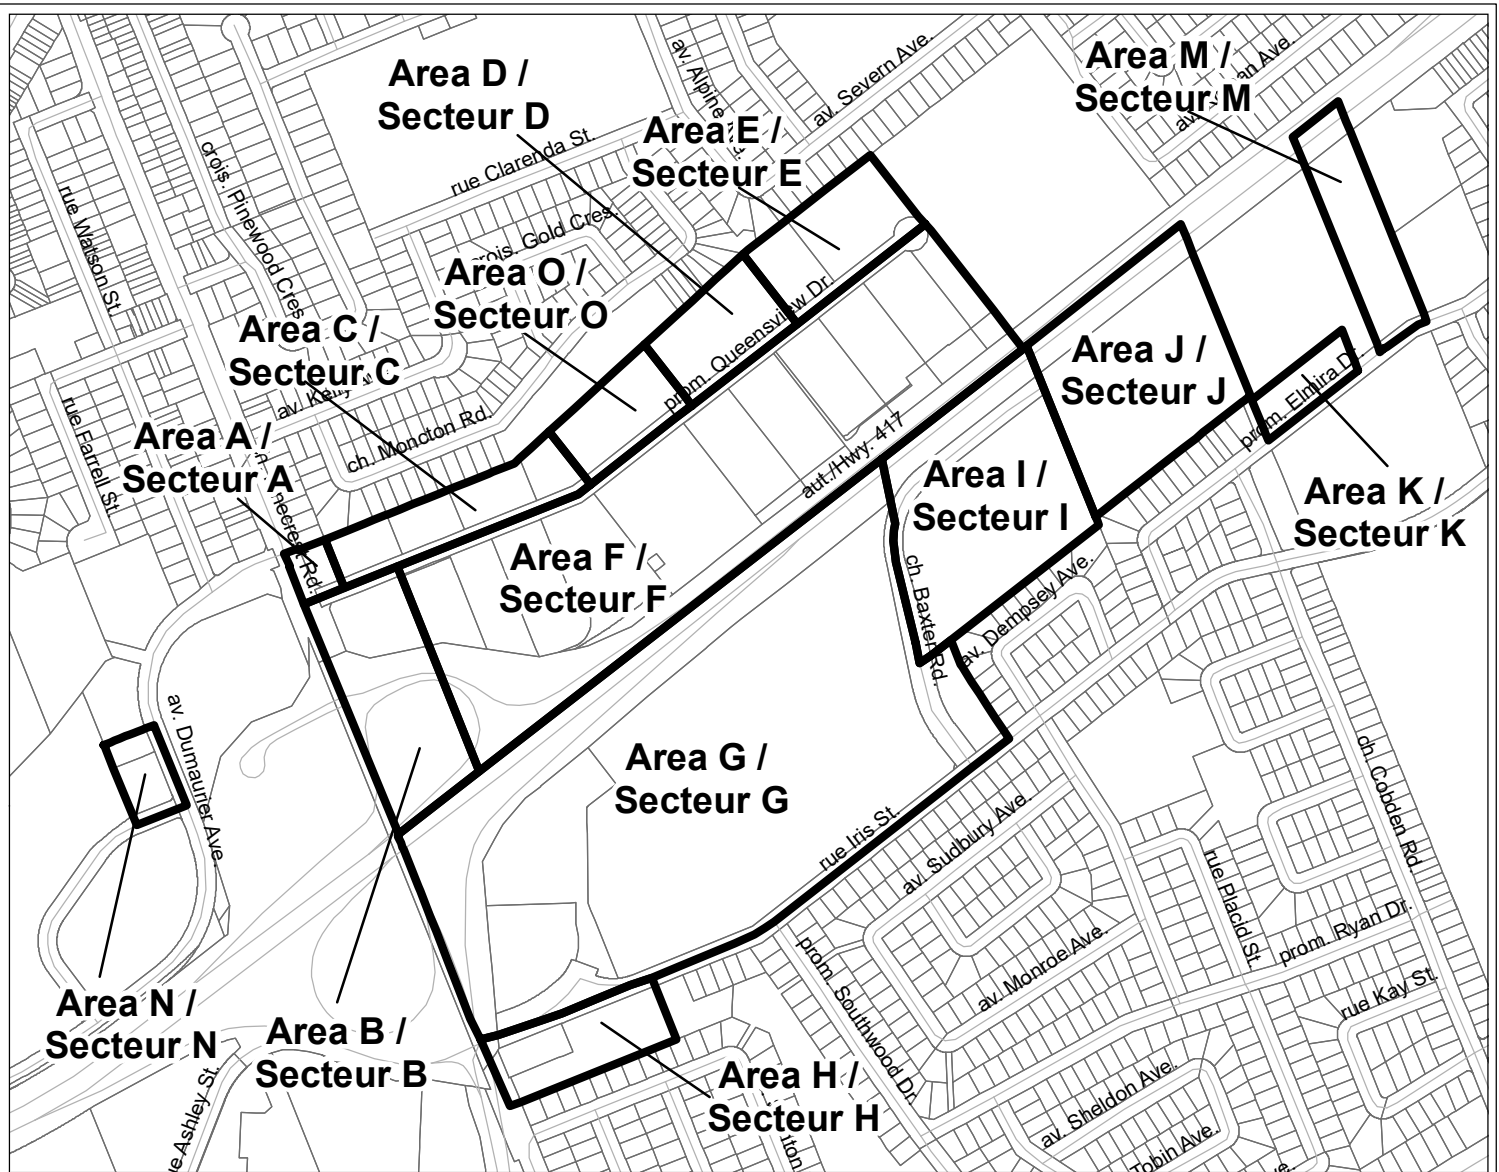 Area D /
Secteur D
Area M /
Secteur M
av. Severn Ave.
Area E /
Secteur E
rue Clarenda St.
crois. Pinewood Cres.
rue Watson St.
crois. Gold Cres.
Area O /
Secteur O
prom. Queensview Dr.
Area C /
Secteur C
Area J /
Secteur J
prom. Elmira Dr.
ch. Moncton Rd.
rue Farrell St.
Area A /
Secteur A
aut./Hwy. 417
Area I /
Secteur I
Area K /
Secteur K
Area F /
Secteur F
ch. Baxter Rd.
av. Dempsey Ave.
av. Dumaurier Ave.
Area G /
Secteur G
ch. Cobden Rd.
rue Iris St.
av. Sudbury Ave.
rue Placid St.
prom. Ryan Dr.
av. Monroe Ave.
prom. Southwood Dr.
rue Kay St.
Area N /
Secteur N
Area B /
Secteur B
Area H /
Secteur H
av. Sheldon Ave.
Tobin Ave.
Ashley St.